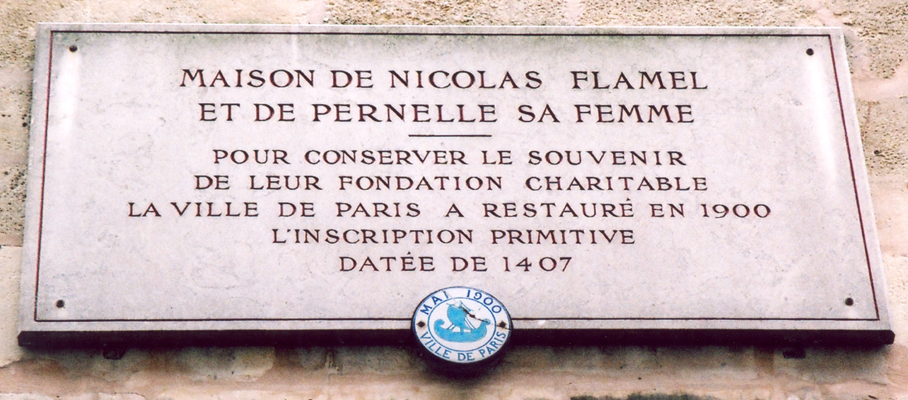 MAISON DE NICOLAS FLAMEL
ET DE PERNELLE SA FEMME
POUR CONSERVER LE SOUVENIR
DE LEUR FONDATION CHARITABLE
LA VILLE DE PARIS A RESTAURÉ EN 1900
L'INSCRIPTION PRIMITIVE
DATÉE DE 1407
MAI 1900
VILLE DE PARIS